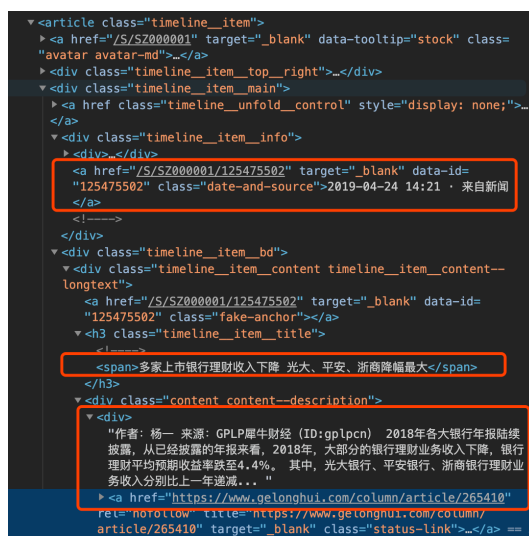 ▼<article class="timeline__item">
▶<a href="/S/SZ000001" target="_blank" data-tooltip="stock" class=
"avatar avatar-md">…</a>
▶<div class="timeline__item__top__right">…</div>
▼<div class="timeline__item__main">
▶<a href class="timeline__unfold__control" style="display: none;">…
</a>
▼<div class="timeline__item__info">
▶<div>…</div>
<a href="/S/SZ000001/125475502" target="_blank" data-id=
"125475502" class="date-and-source">2019-04-24 14:21 · 来自新闻
</a>
<!---->
</div>
▼<div class="timeline__item__bd">
▼<div class="timeline__item__content timeline__item__content--
longtext">
<a href="/S/SZ000001/125475502" target="_blank" data-id=
"125475502" class="fake-anchor"></a>
▼<h3 class="timeline__item__title">
<!---->
<span>多家上市银行理财收入下降 光大、平安、浙商降幅最大</span>
</h3>
▼<div class="content content--description">
▼<div>
"作者：杨一 来源：GPLP犀牛财经（ID:gplpcn） 2018年各大银行年报陆续
披露，从已经披露的年报来看，2018年，大部分的银行理财业务收入下降，银行
理财平均预期收益率跌至4.4%。 其中，光大银行、平安银行、浙商银行理财业
务收入分别比上一年递减... "
▶<a href="https://www.gelonghui.com/column/article/265410"
rel="nofollow" title="https://www.gelonghui.com/column/
article/265410" target="_blank" class="status-link">…</a> ==